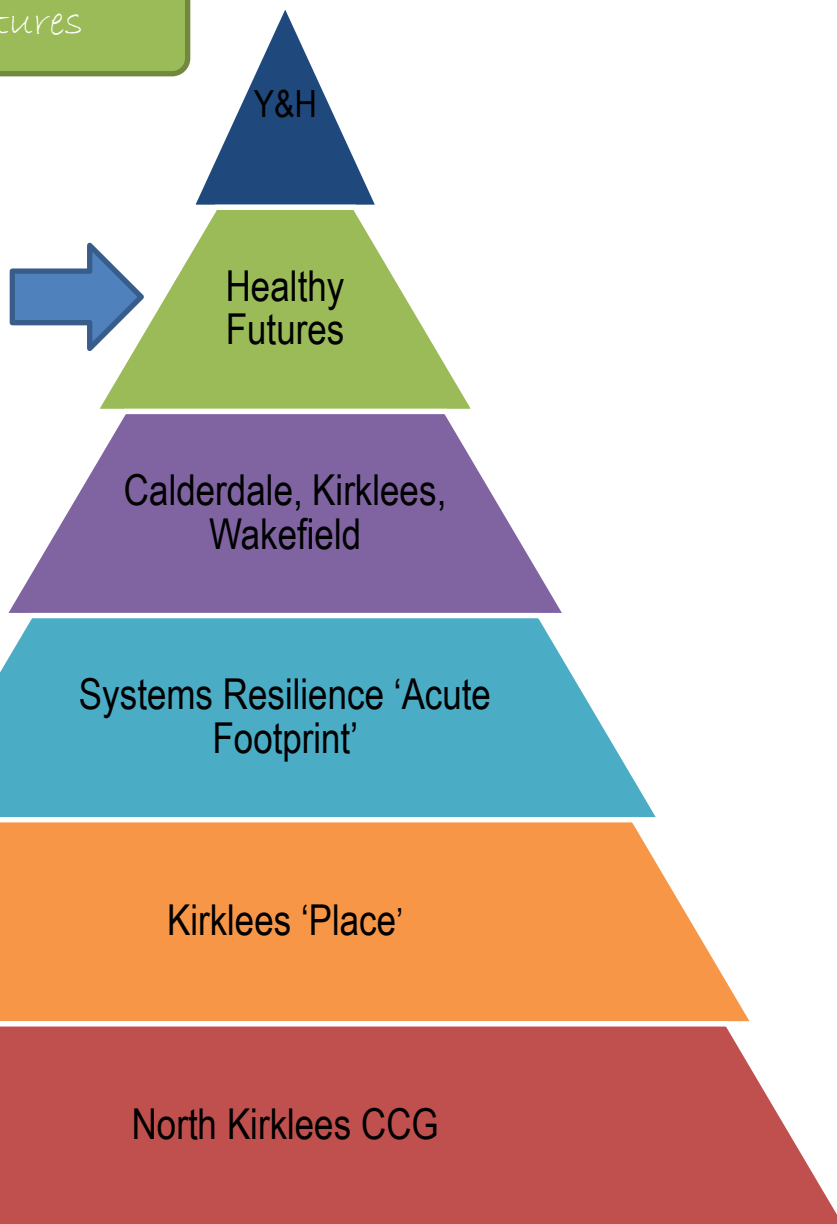 Y&H
Healthy
Futures
Calderdale, Kirklees,
Wakefield
Systems Resilience ‘Acute
Footprint’
Kirklees ‘Place’
North Kirklees CCG